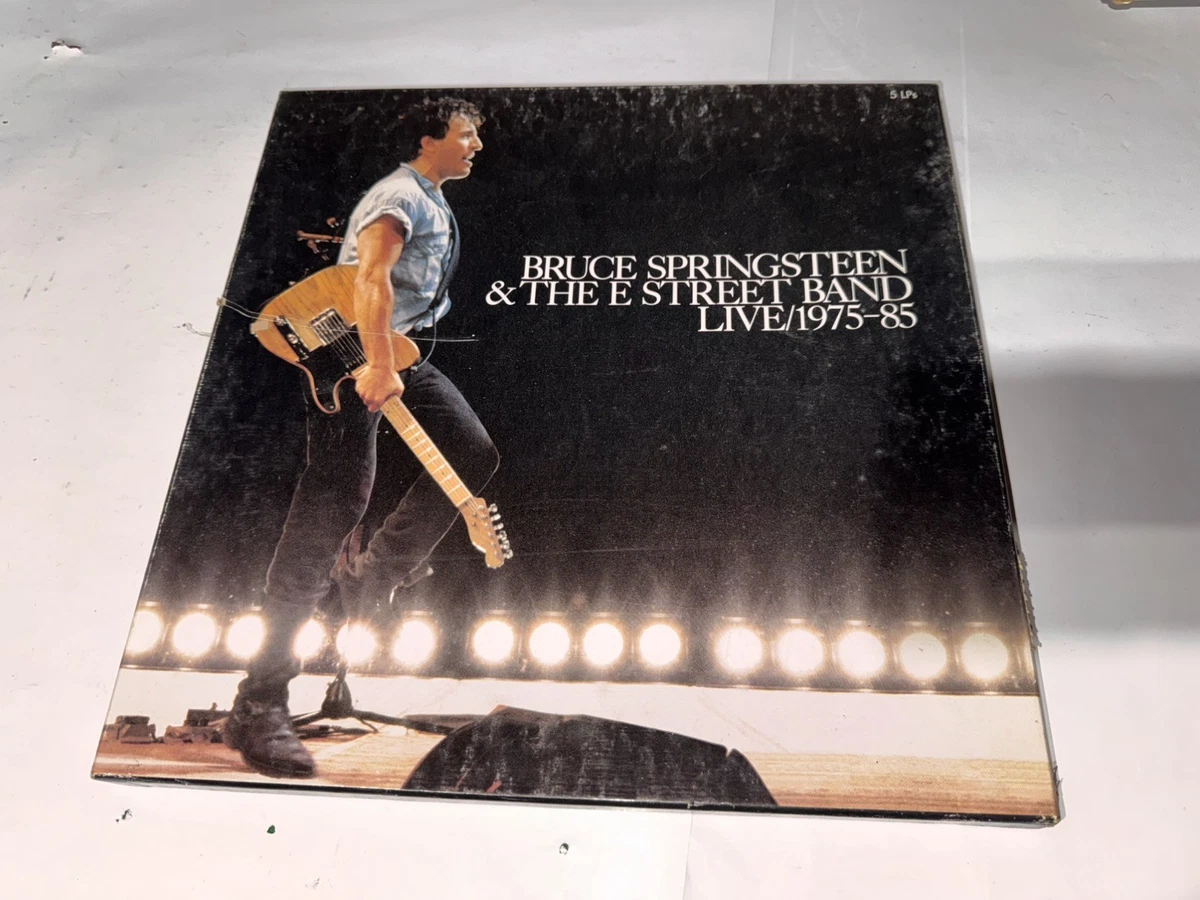 5 LPs
BRUCE SPRINGSTEEN
& THE E STREET BAND
LIVE/1975-85